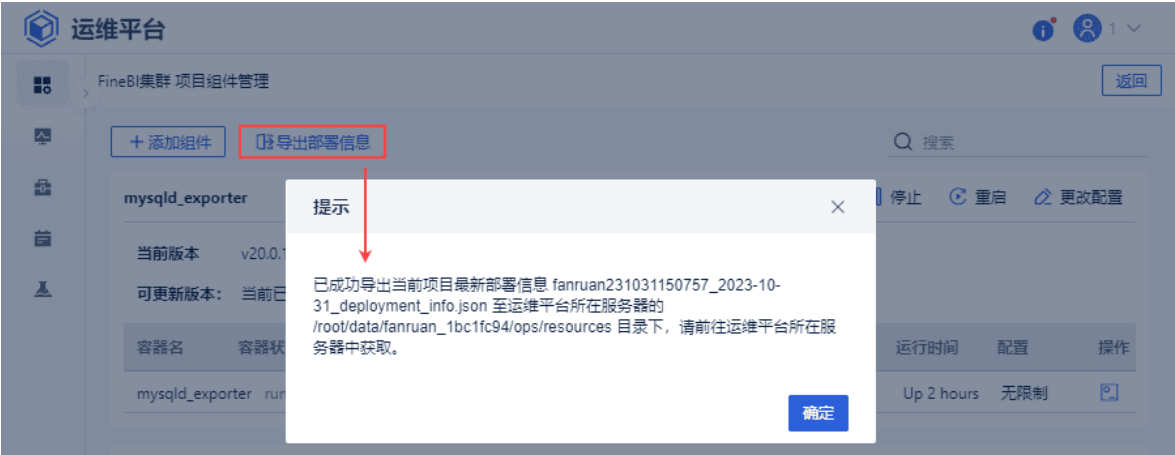 运维平台
1
FineBI集群 项目组件管理
返回
添加组件
导出部署信息
搜索
mysqld_exporter
停止
重启
更改配置
提示
当前版本 v20.0.1
可更新版本： 当前已
已成功导出当前项目最新部署信息 fanruan231031150757_2023-10-
31_deployment_info.json 至运维平台所在服务器的
/root/data/fanruan_1bc1fc94/ops/resources 目录下，请前往运维平台所在服
务器中获取。
容器名 容器状 运行时间 配置 操作
mysqld_exporter run Up 2 hours 无限制
确定